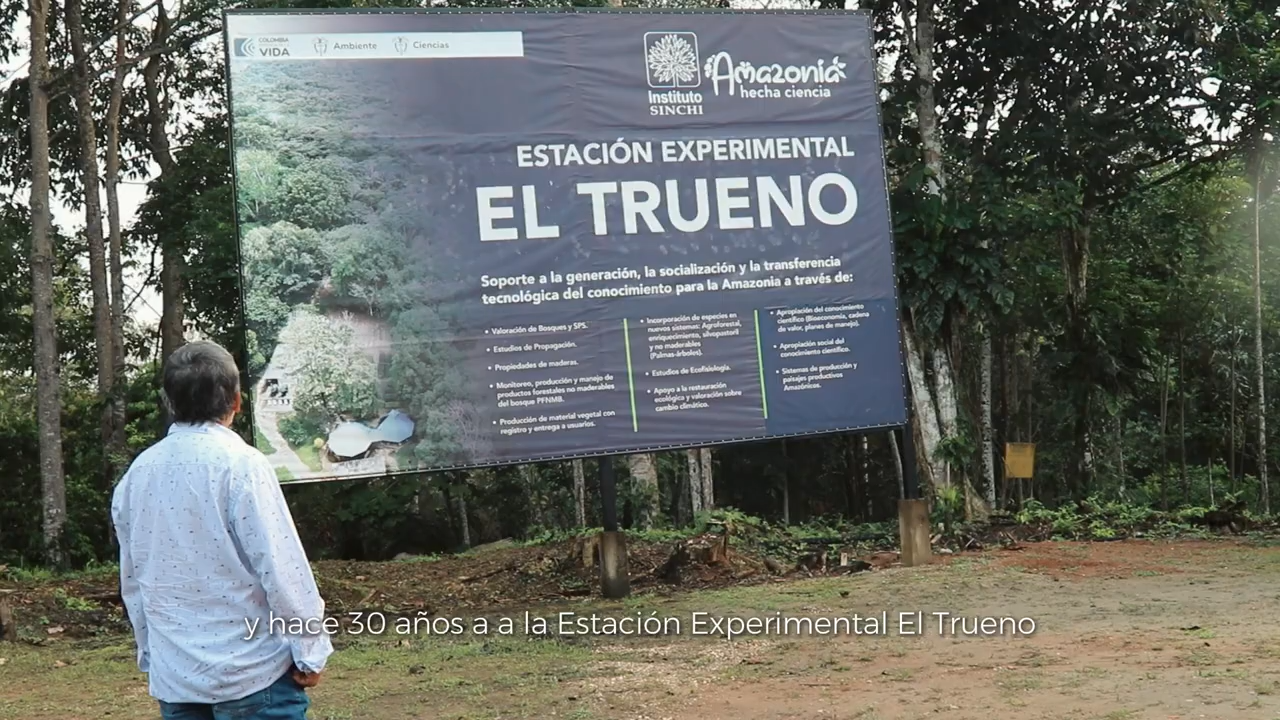 COLOMBIA
VIDA
Ambiente
Ciencias
Instituto
SINCHI
Amazonía
hecha ciencia
ESTACIÓN EXPERIMENTAL
EL TRUENO
Soporte a la generación, la socialización y la transferencia
tecnológica del conocimiento para la Amazonia a través de:
• Valoración de Bosques y SPS.
• Estudios de Propagación.
• Propiedades de maderas.
• Monitoreo, producción y manejo de
productos forestales no maderables
del bosque PFNMB.
• Producción de material vegetal con
registro y entrega a usuarios.
• Incorporación de especies en
nuevos sistemas: Agroforestal,
enriquecimiento, silvopastoril
y no maderables
(Palmas-árboles).
• Estudios de Ecofisiología.
• Apoyo a la restauración
ecológica y valoración sobre
cambio climático.
• Apropiación del conocimiento
científico (Bioeconomía, cadena
de valor, planes de manejo).
• Apropiación social del
conocimiento científico.
• Sistemas de producción y
paisajes productivos
Amazónicos.
y hace 30 años a a la Estación Experimental El Trueno